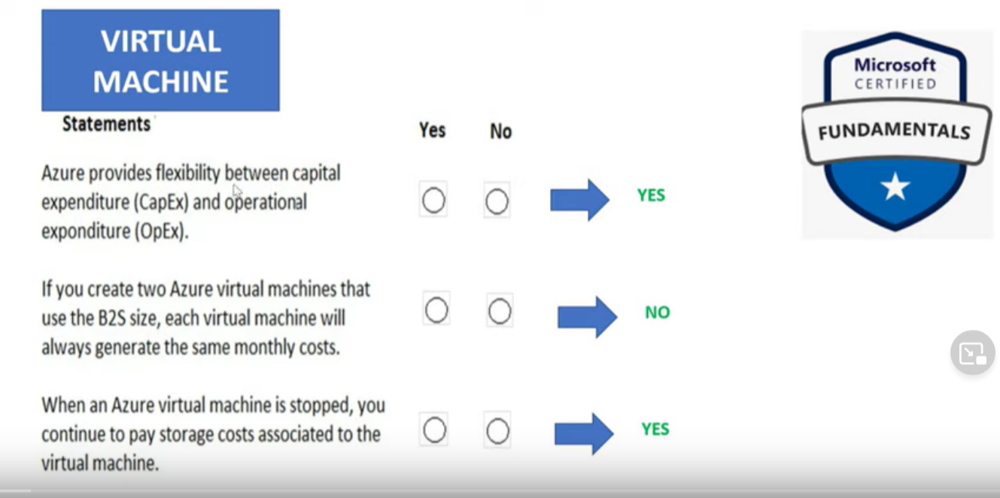 VIRTUAL
MACHINE
Statements
Yes No
Azure provides flexibility between capital
expenditure (CapEx) and operational
exponditure (OpEx).
YES
If you create two Azure virtual machines that
use the B2S size, each virtual machine will
always generate the same monthly costs.
NO
When an Azure virtual machine is stopped, you
continue to pay storage costs associated to the
virtual machine.
YES
Microsoft
CERTIFIED
FUNDAMENTALS